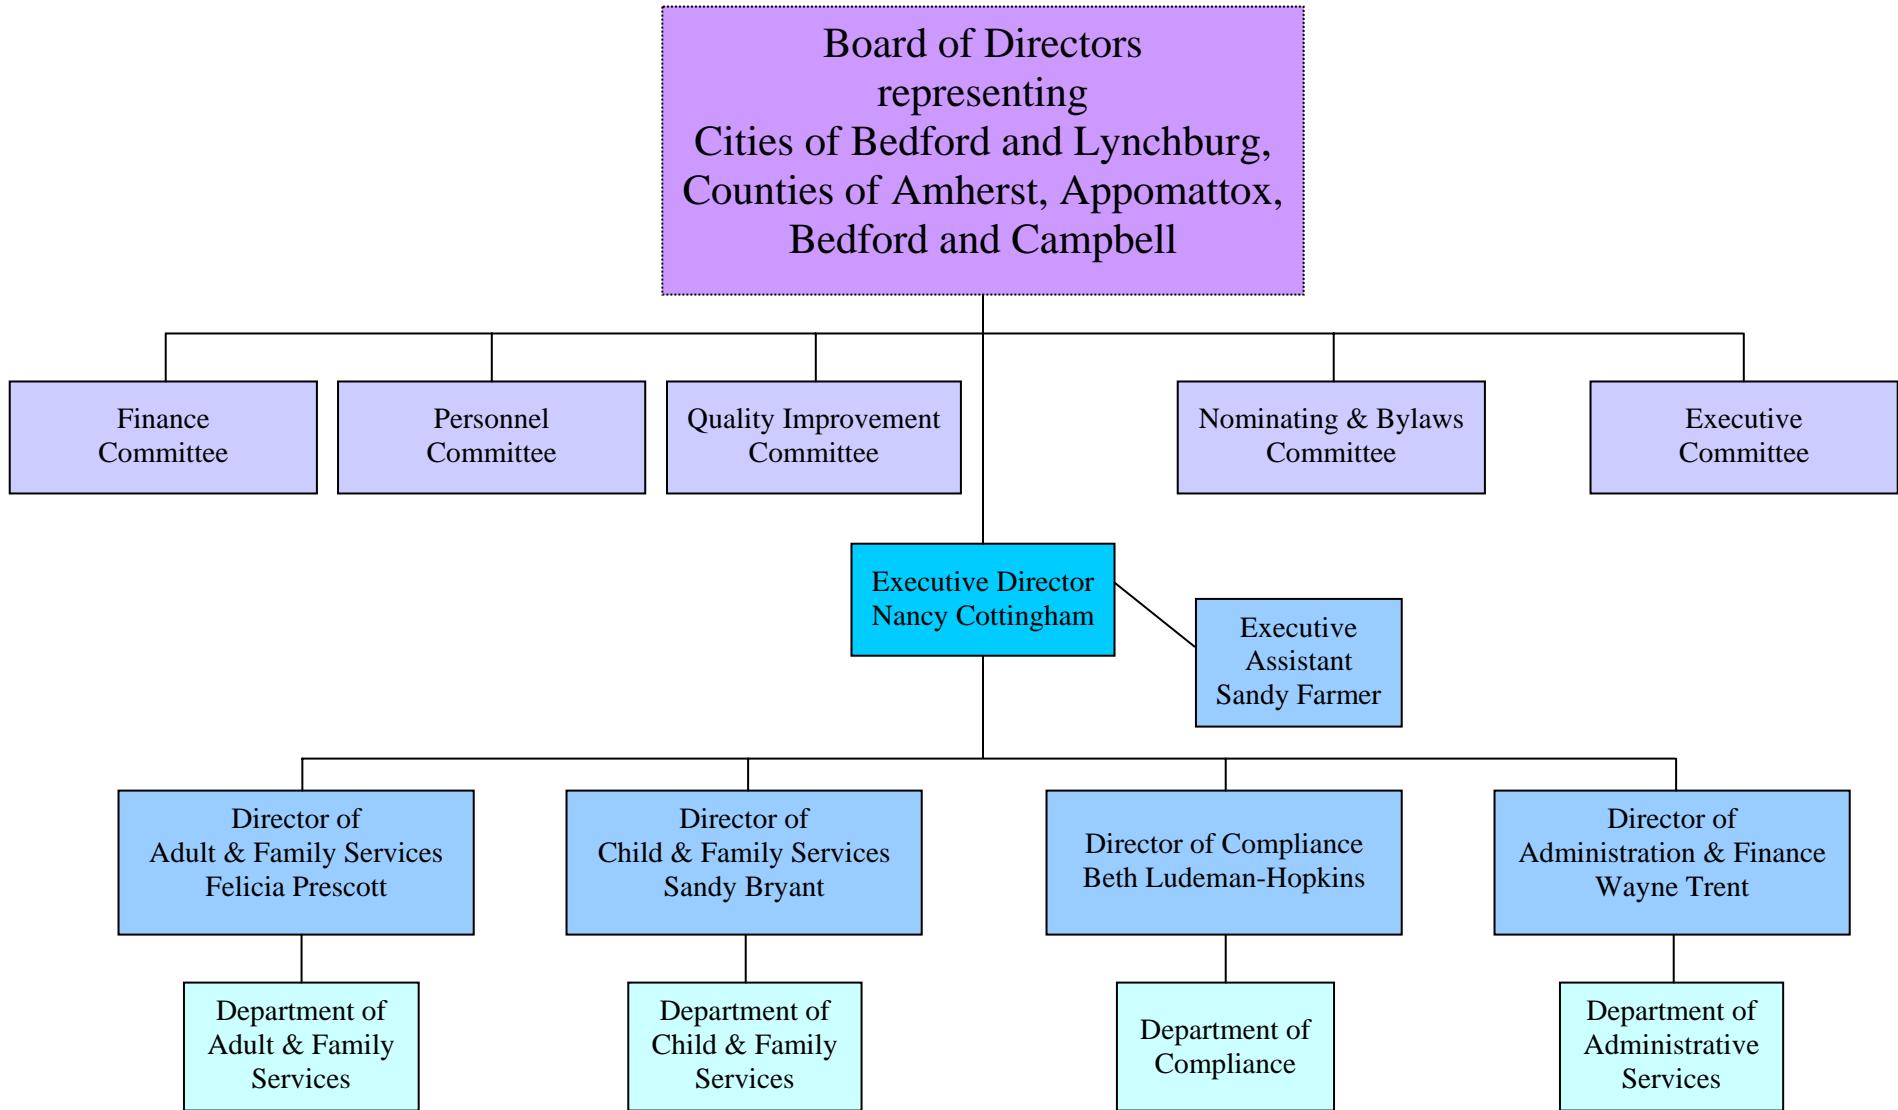 Board of Directors
representing
Cities of Bedford and Lynchburg,
Counties of Amherst, Appomattox,
Bedford and Campbell
Finance
Committee
Personnel
Committee
Quality Improvement
Committee
Nominating & Bylaws
Committee
Executive
Committee
Executive Director
Nancy Cottingham
Executive
Assistant
Sandy Farmer
Director of
Adult & Family Services
Felicia Prescott
Director of
Child & Family Services
Sandy Bryant
Director of Compliance
Beth Ludeman-Hopkins
Director of
Administration & Finance
Wayne Trent
Department of
Adult & Family
Services
Department of
Child & Family
Services
Department of
Compliance
Department of
Administrative
Services